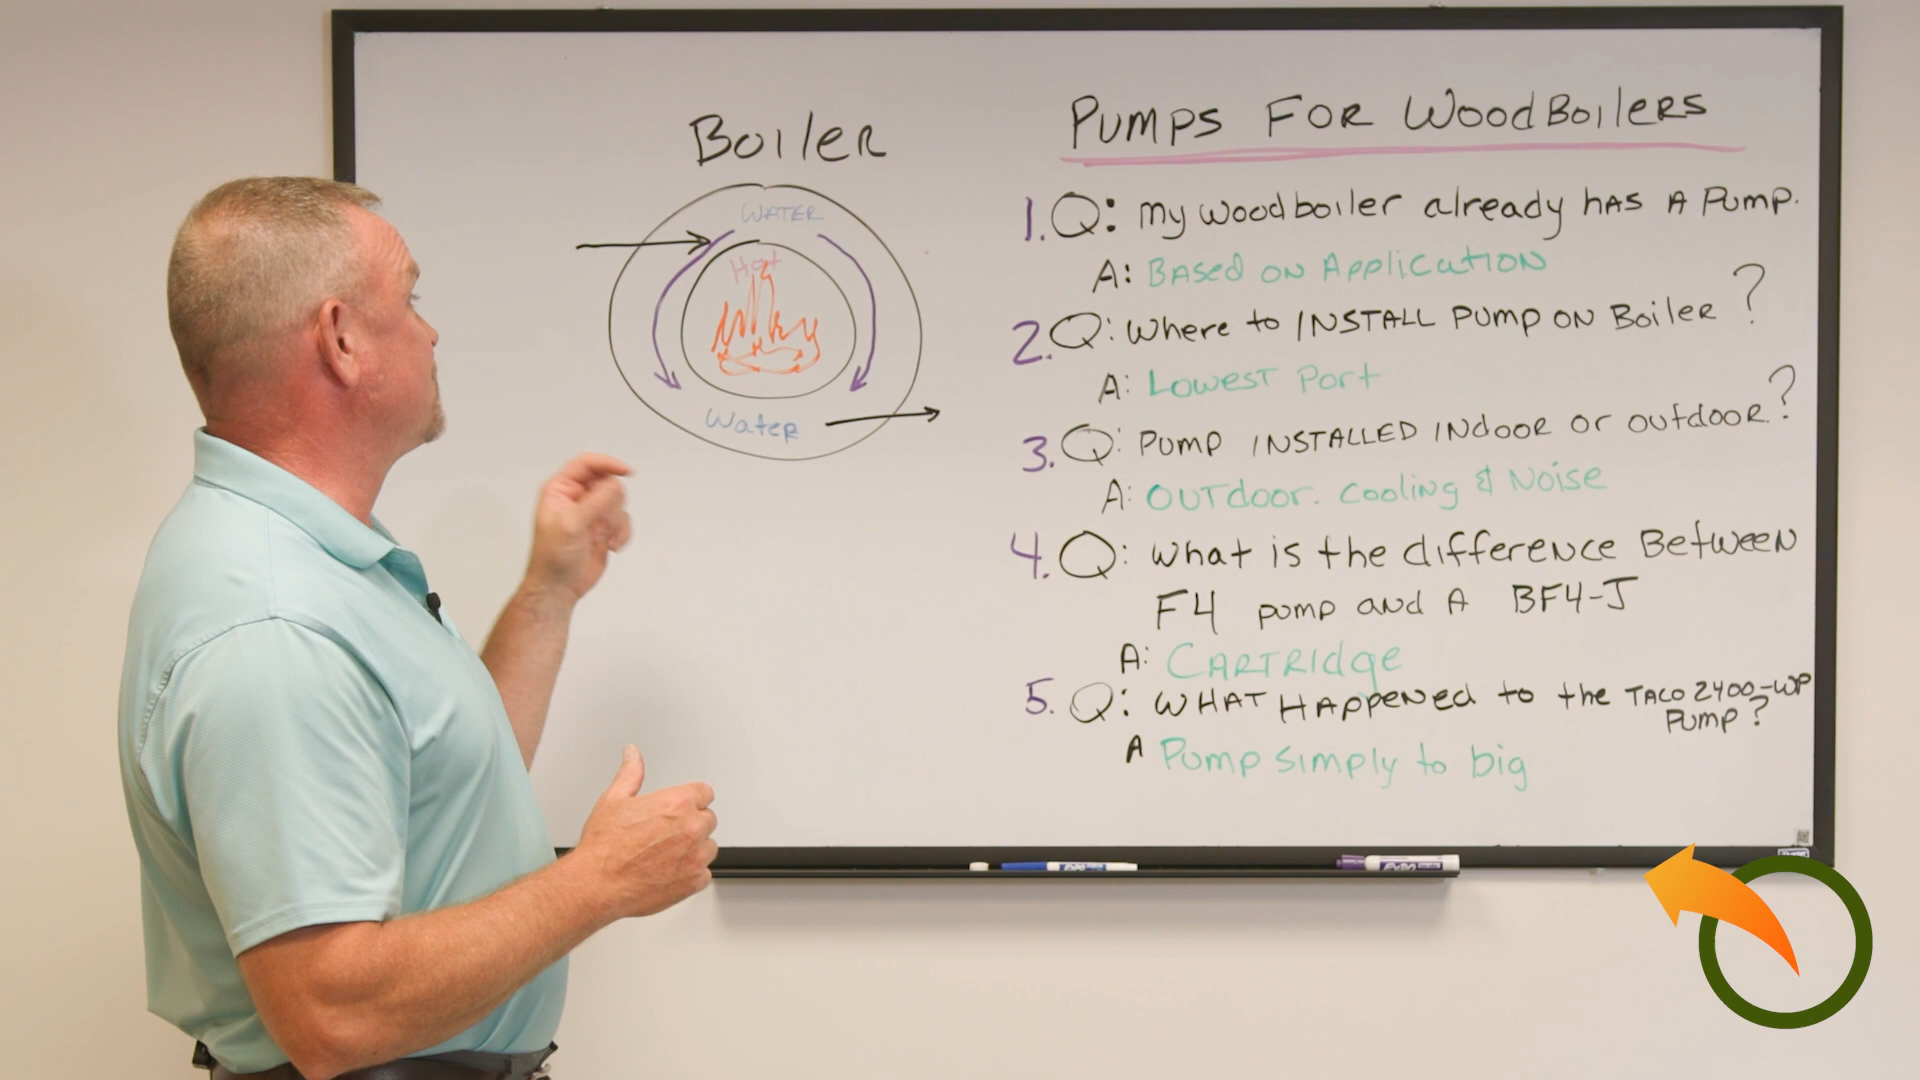 Boiler
WATER
Hot
Water
PUMPS FOR WOODBOILERS
1. Q: My woodboiler already has A Pump.
A: Based on Application
2. Q: Where to INSTALL PUMP ON Boiler?
A: Lowest Port
3. Q: Pump INSTALLED INdoor or outdoor?
A: OUTdoor. Cooling & Noise
4. Q: What is the difference Between
F4 pump and A BF4-J
A: CARTRIdge
5. Q: WHAT HAPPENED to the TACO 2400-WP
PUMP?
A Pump simply to big
EXPO
EXPO